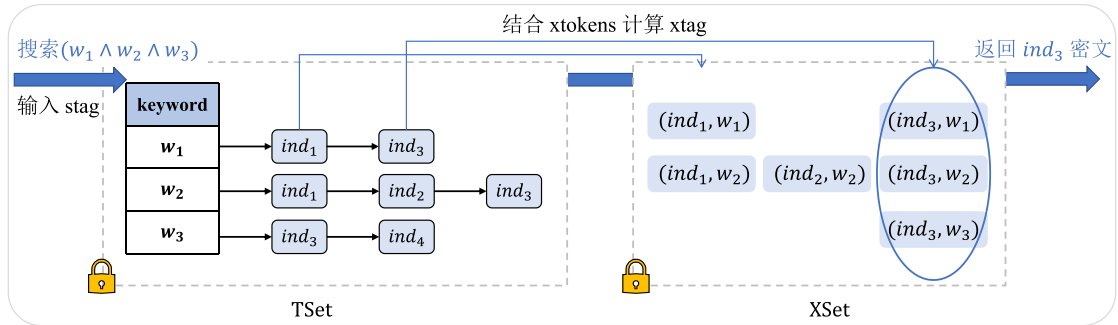 结合 xtokens 计算 xtag
搜索(w₁ ∧ w₂ ∧ w₃)
返回 ind₃ 密文
输入 stag
keyword
w₁ ind₁ ind₃
w₂ ind₁ ind₂ ind₃
w₃ ind₃ ind₄
(ind₁, w₁) (ind₃, w₁)
(ind₁, w₂) (ind₂, w₂) (ind₃, w₂)
(ind₃, w₃)
TSet
XSet